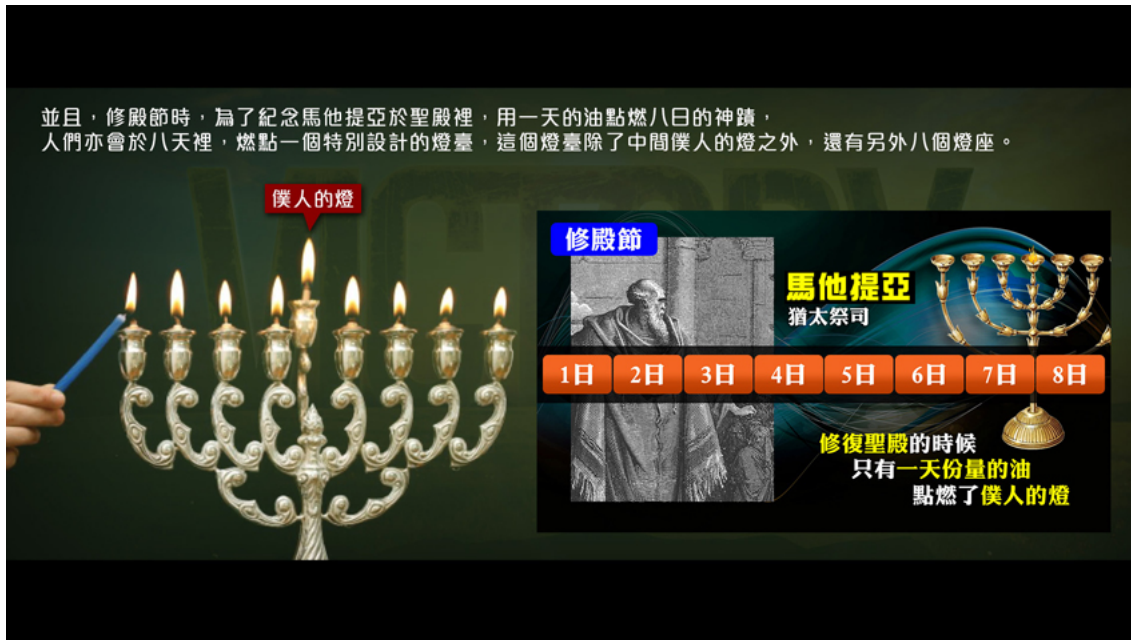 並且，修殿節時，為了紀念馬他提亞於聖殿裡，用一天的油點燃八日的神蹟，
人們亦會於八天裡，燃點一個特別設計的燈臺，這個燈臺除了中間僕人的燈之外，還有另外八個燈座。
VICTORY
僕人的燈
修殿節
馬他提亞
猶太祭司
1日 2日 3日 4日 5日 6日 7日 8日
修復聖殿的時候
只有一天份量的油
點燃了僕人的燈